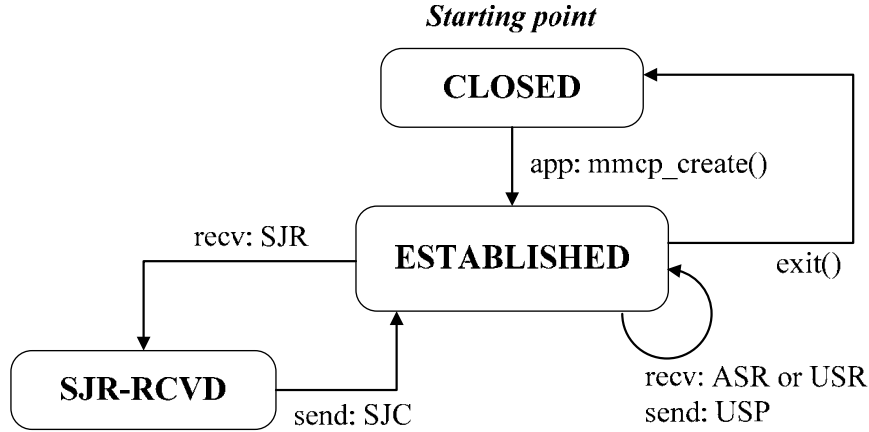 Starting point
CLOSED
app: mmcp_create()
recv: SJR
ESTABLISHED
exit()
SJR-RCVD
send: SJC
recv: ASR or USR
send: USP